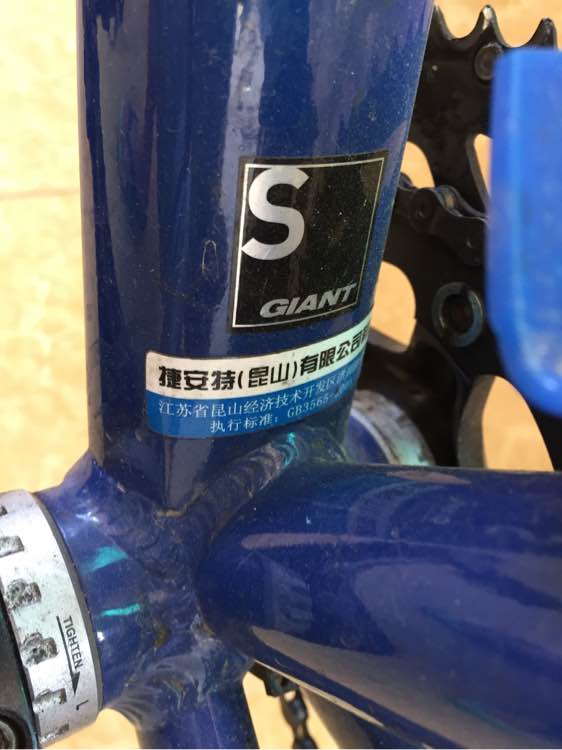 S
GIANT
捷安特(昆山)有限公司
江苏省昆山经济技术开发区
执行标准: GB3565-
TIGHTEN
L